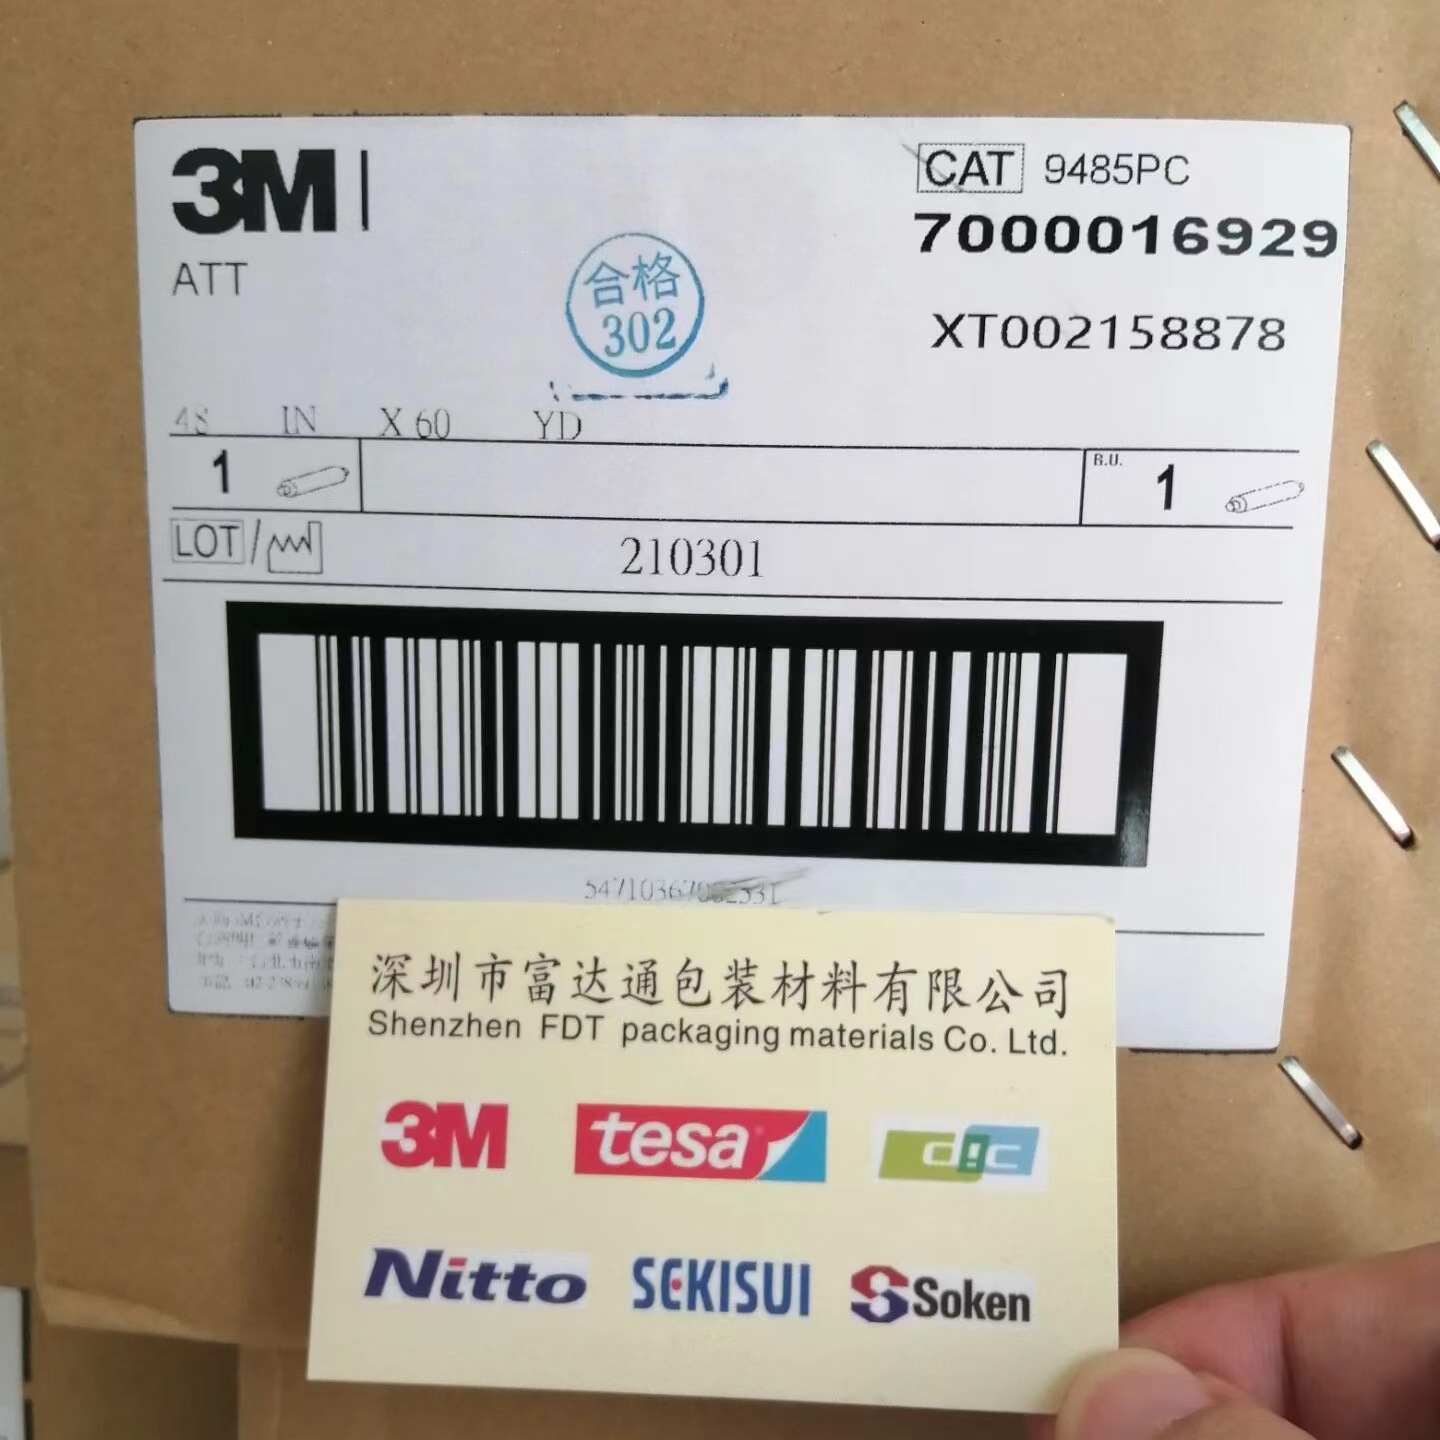 3M
CAT 9485PC
7000016929
ATT
合格
302
XT002158878
48 IN X 60 YD
1
B.U. 1
LOT /
210301
深圳市富达通包装材料有限公司
Shenzhen FDT packaging materials Co. Ltd.
3M tesa dic
Nitto SEKISUI Soken